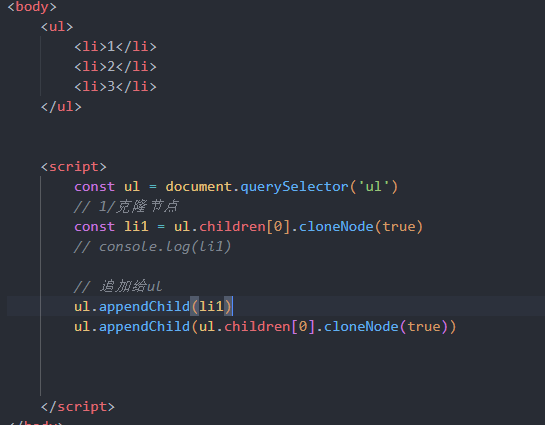 <body>
<ul>
<li>1</li>
<li>2</li>
<li>3</li>
</ul>
<script>
const ul = document.querySelector('ul')
// 1/克隆节点
const li1 = ul.children[0].cloneNode(true)
// console.log(li1)
// 追加给ul
ul.appendChild(li1)
ul.appendChild(ul.children[0].cloneNode(true))
</script>
</body>